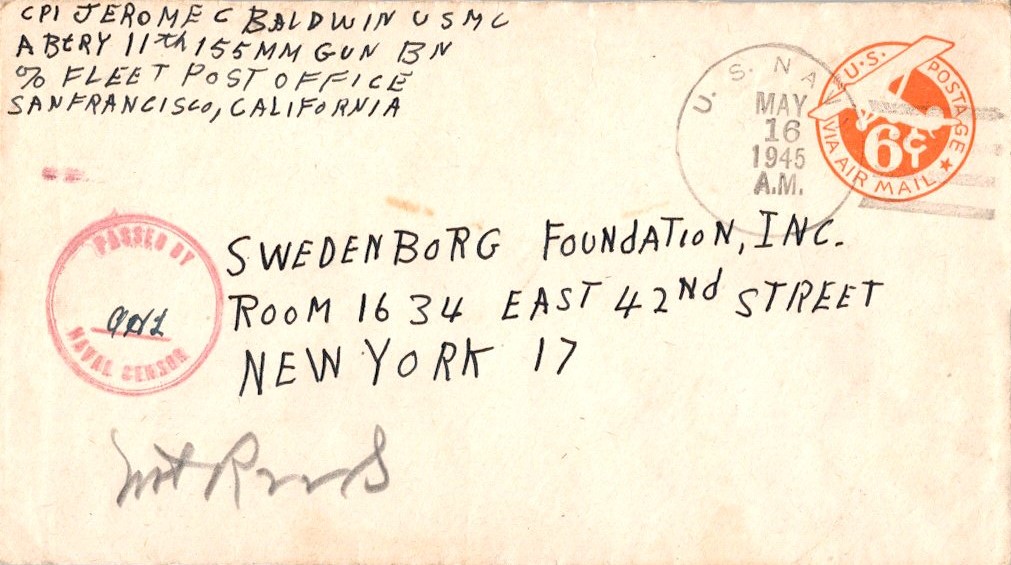 CPl JEROME C BALDWIN USMC
A BtRY 11th 155MM GUN BN
℅ FLEET POST OFFICE
SANFRANCISCO, CALIFORNIA
U. S. NAVY
MAY
16
1945
A.M.
U.S. POSTAGE
6¢
VIA AIR MAIL
PASSED BY
NAVAL CENSOR
SWEDENBORG FOUNDATION, INC.
ROOM 1634 EAST 42Nd STREET
NEW YORK 17